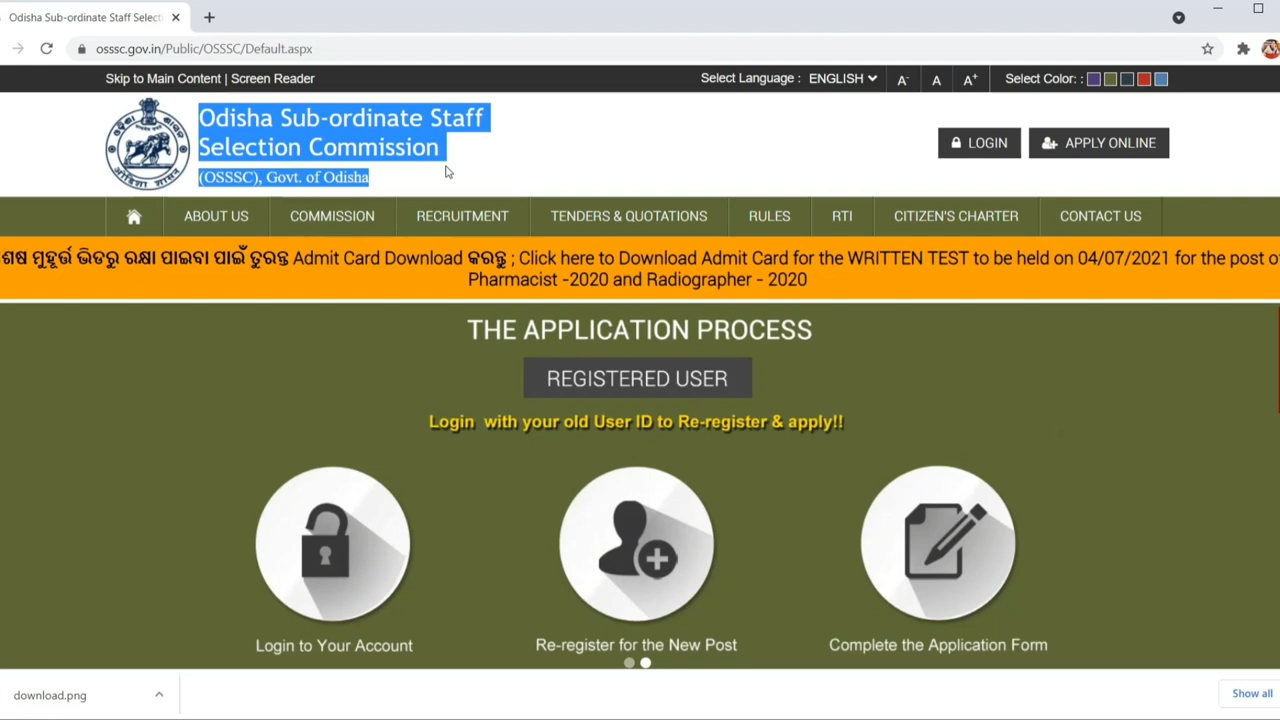 Odisha Sub-ordinate Staff Select
osssc.gov.in/Public/OSSSC/Default.aspx
Skip to Main Content | Screen Reader
Select Language : ENGLISH
A-
A
A+
Select Color: :
Odisha Sub-ordinate Staff
Selection Commission
(OSSSC), Govt. of Odisha
LOGIN
APPLY ONLINE
ABOUT US
COMMISSION
RECRUITMENT
TENDERS & QUOTATIONS
RULES
RTI
CITIZEN'S CHARTER
CONTACT US
ଶେଷ ମୁହୂର୍ତ୍ତ ଭିଡରୁ ରକ୍ଷା ପାଇବା ପାଇଁ ତୁରନ୍ତ Admit Card Download କରନ୍ତୁ ; Click here to Download Admit Card for the WRITTEN TEST to be held on 04/07/2021 for the post of
Pharmacist -2020 and Radiographer - 2020
THE APPLICATION PROCESS
REGISTERED USER
Login with your old User ID to Re-register & apply!!
Login to Your Account
Re-register for the New Post
Complete the Application Form
download.png
Show all